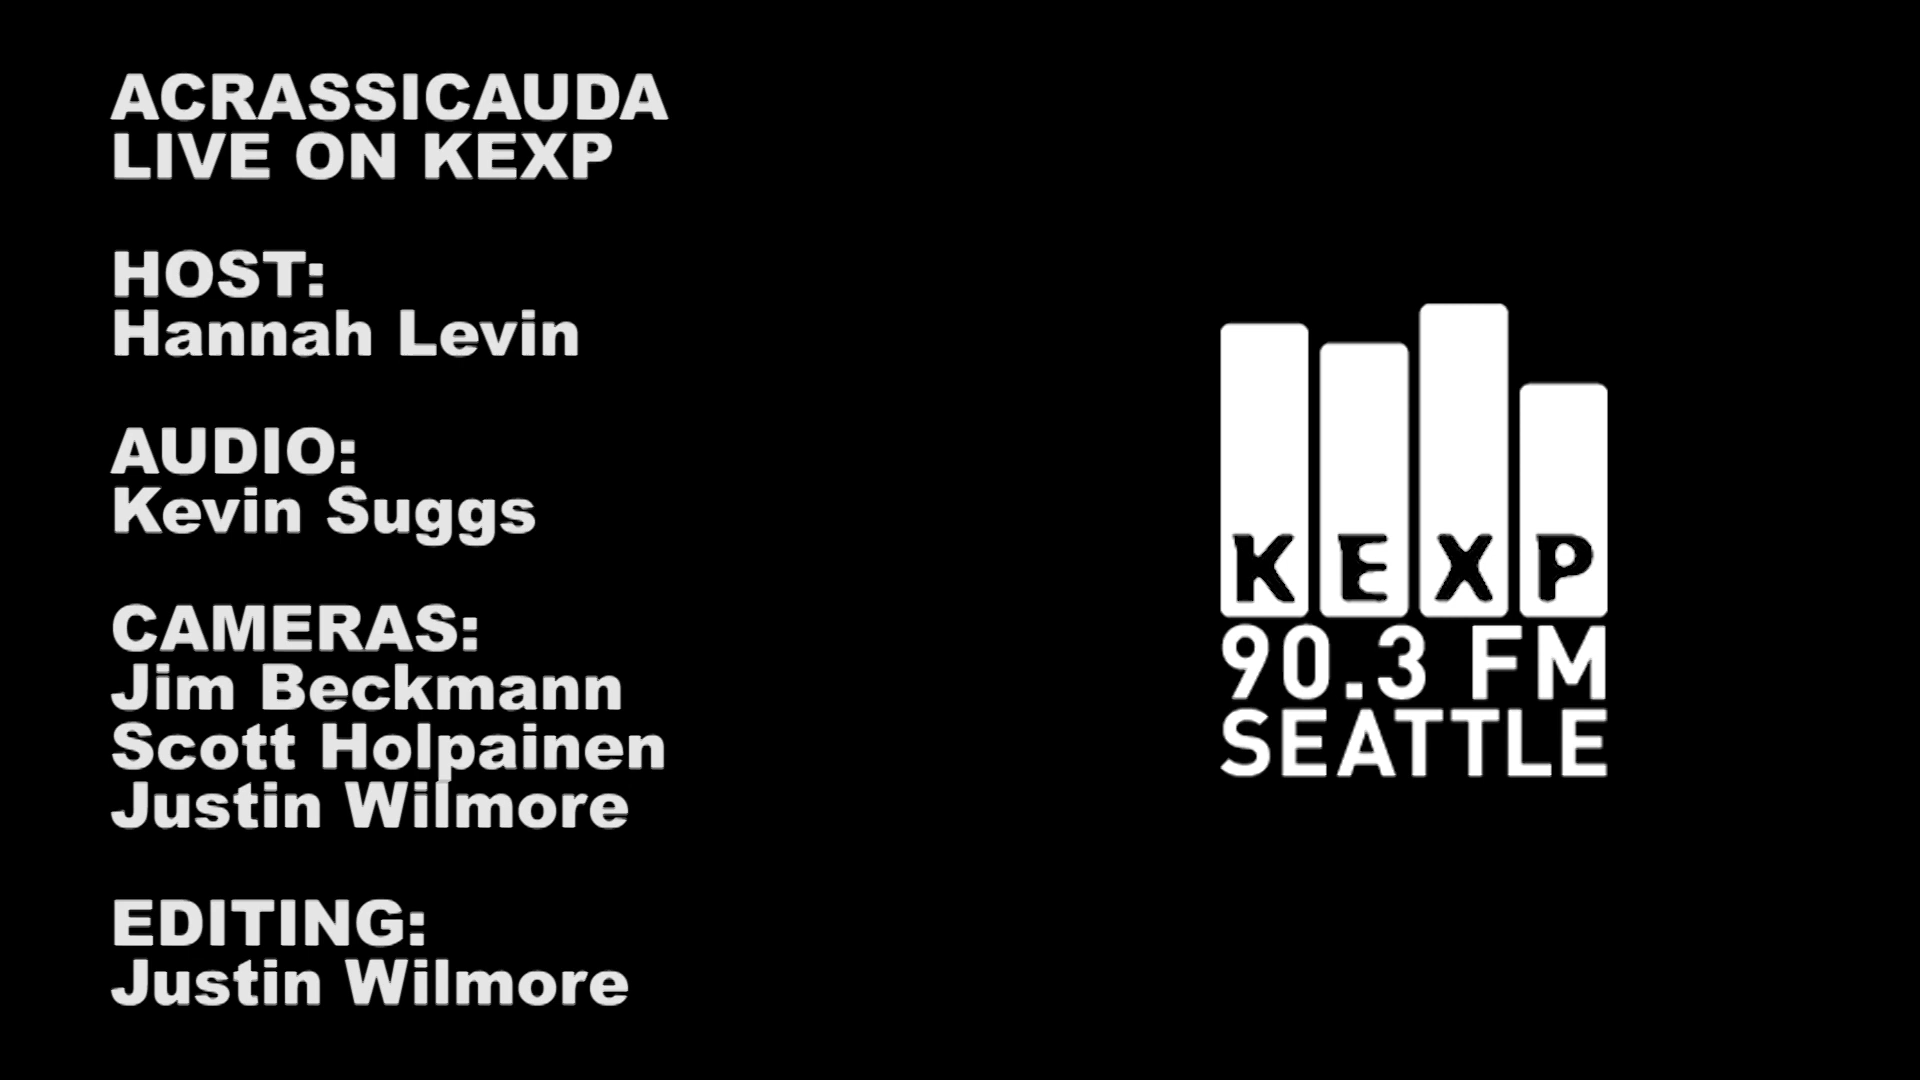 ACRASSICAUDA
LIVE ON KEXP
HOST:
Hannah Levin
AUDIO:
Kevin Suggs
CAMERAS:
Jim Beckmann
Scott Holpainen
Justin Wilmore
EDITING:
Justin Wilmore
KEXP
90.3 FM
SEATTLE